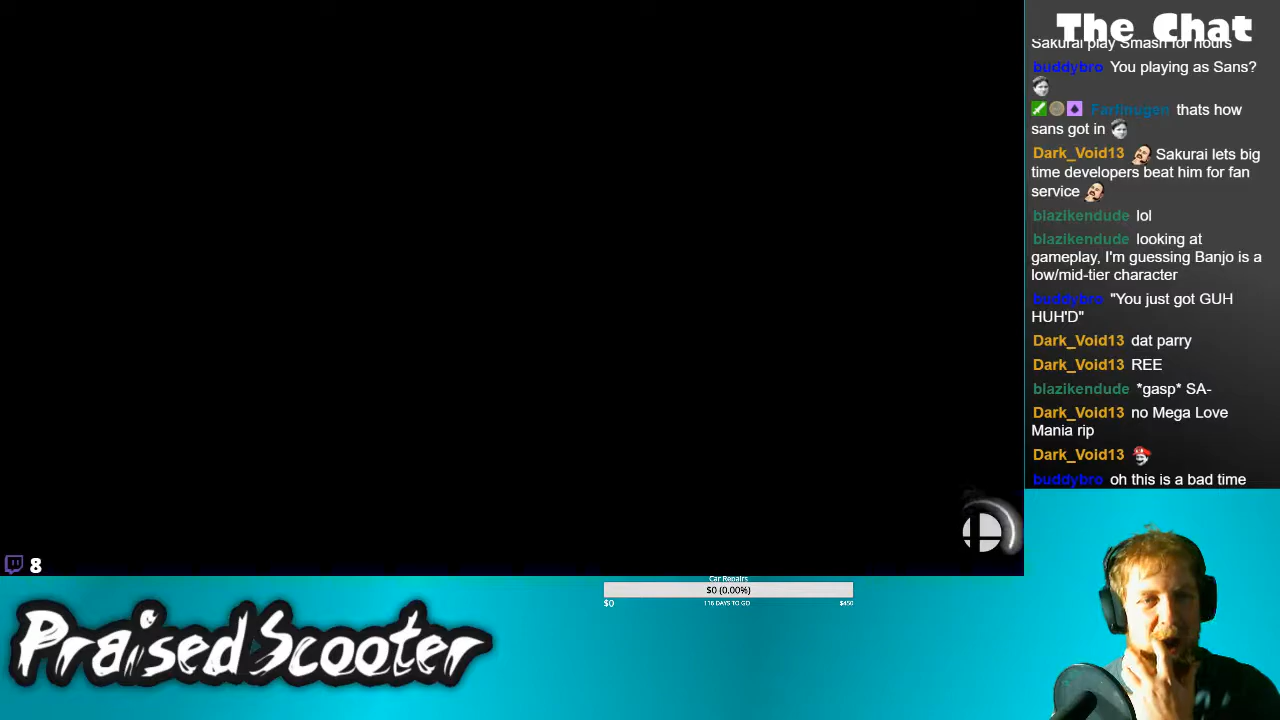 The Chat
Sakurai play Smash for hours
buddybro You playing as Sans?
Farfinugen thats how
sans got in
Dark_Void13 Sakurai lets big
time developers beat him for fan
service
blazikendude lol
blazikendude looking at
gameplay, I'm guessing Banjo is a
low/mid-tier character
buddybro "You just got GUH
HUH'D"
Dark_Void13 dat parry
Dark_Void13 REE
blazikendude *gasp* SA-
Dark_Void13 no Mega Love
Mania rip
Dark_Void13
buddybro oh this is a bad time
8
Car Repairs
$0 (0.00%)
$0 116 DAYS TO GO $450
PraisedScooter